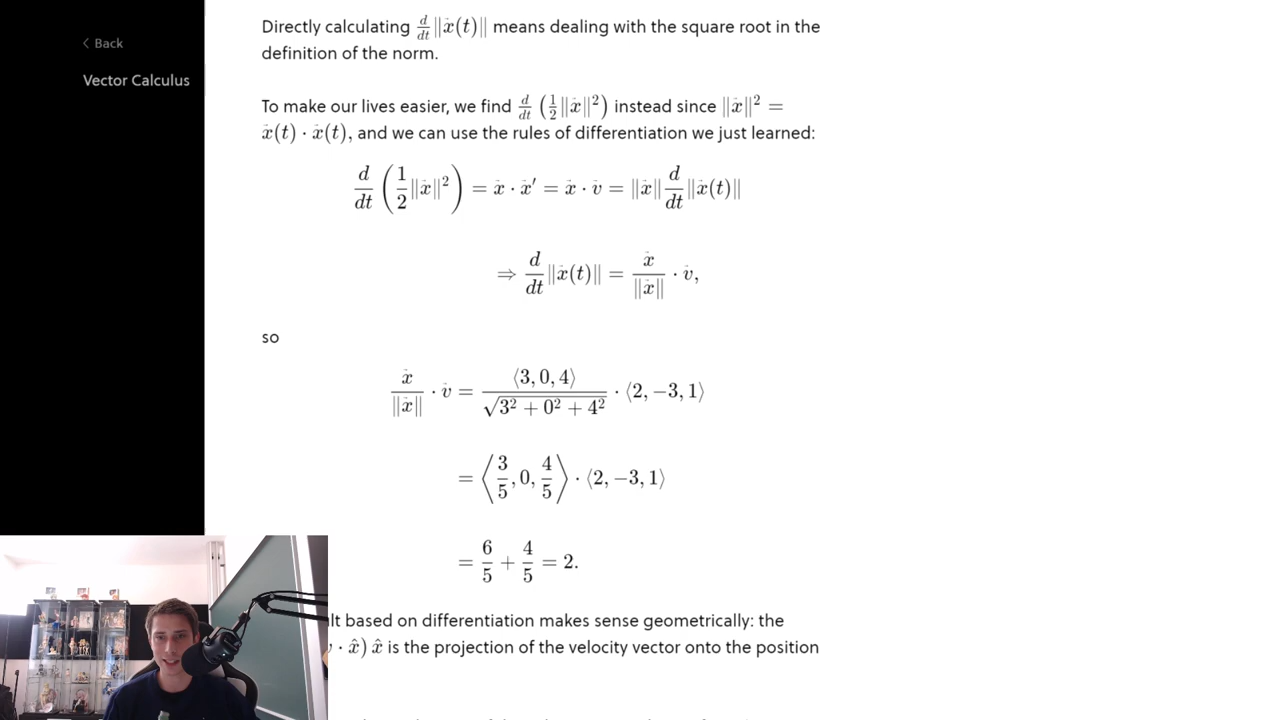 < Back
Vector Calculus
Directly calculating d/dt ‖x⃗(t)‖ means dealing with the square root in the
definition of the norm.
To make our lives easier, we find d/dt (1/2 ‖x⃗‖²) instead since ‖x⃗‖² =
x⃗(t) · x⃗(t), and we can use the rules of differentiation we just learned:
d/dt (1/2 ‖x⃗‖²) = x⃗ · x⃗′ = x⃗ · v⃗ = ‖x⃗‖ d/dt ‖x⃗(t)‖
⇒ d/dt ‖x⃗(t)‖ = x⃗/‖x⃗‖ · v⃗,
so
x⃗/‖x⃗‖ · v⃗ = ⟨3, 0, 4⟩/√(3² + 0² + 4²) · ⟨2, −3, 1⟩
= ⟨3/5, 0, 4/5⟩ · ⟨2, −3, 1⟩
= 6/5 + 4/5 = 2.
lt based on differentiation makes sense geometrically: the
· x̂) x̂ is the projection of the velocity vector onto the position